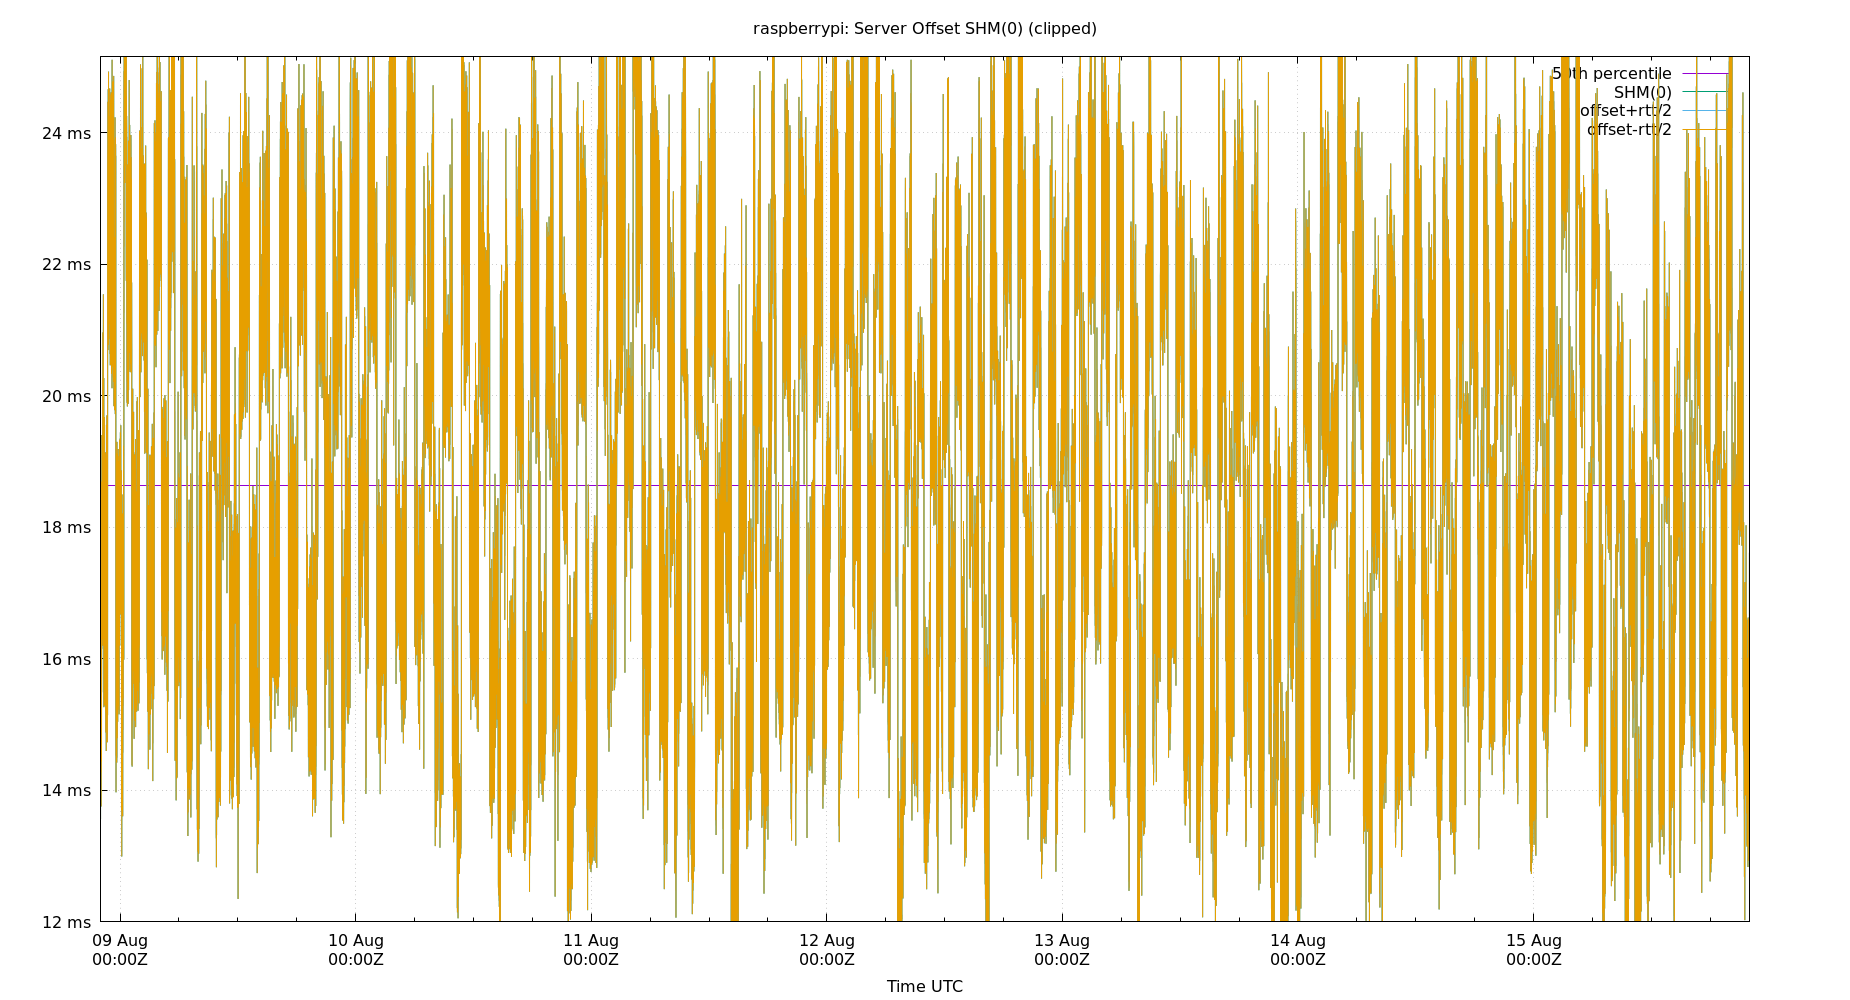 raspberrypi: Server Offset SHM(0) (clipped)
50th percentile
SHM(0)
offset+rtt/2
offset-rtt/2
24 ms
22 ms
20 ms
18 ms
16 ms
14 ms
12 ms
09 Aug 10 Aug 11 Aug 12 Aug 13 Aug 14 Aug 15 Aug
00:00Z 00:00Z 00:00Z 00:00Z 00:00Z 00:00Z 00:00Z
Time UTC